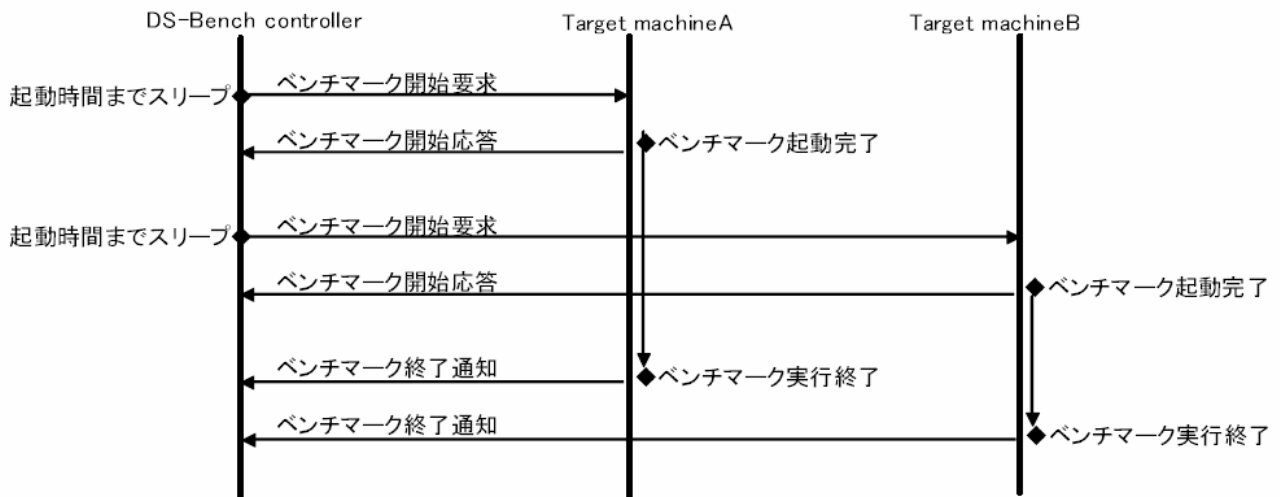 DS-Bench controller
Target machineA
Target machineB
起動時間までスリープ
ベンチマーク開始要求
ベンチマーク開始応答
ベンチマーク起動完了
起動時間までスリープ
ベンチマーク開始要求
ベンチマーク開始応答
ベンチマーク起動完了
ベンチマーク終了通知
ベンチマーク実行終了
ベンチマーク終了通知
ベンチマーク実行終了